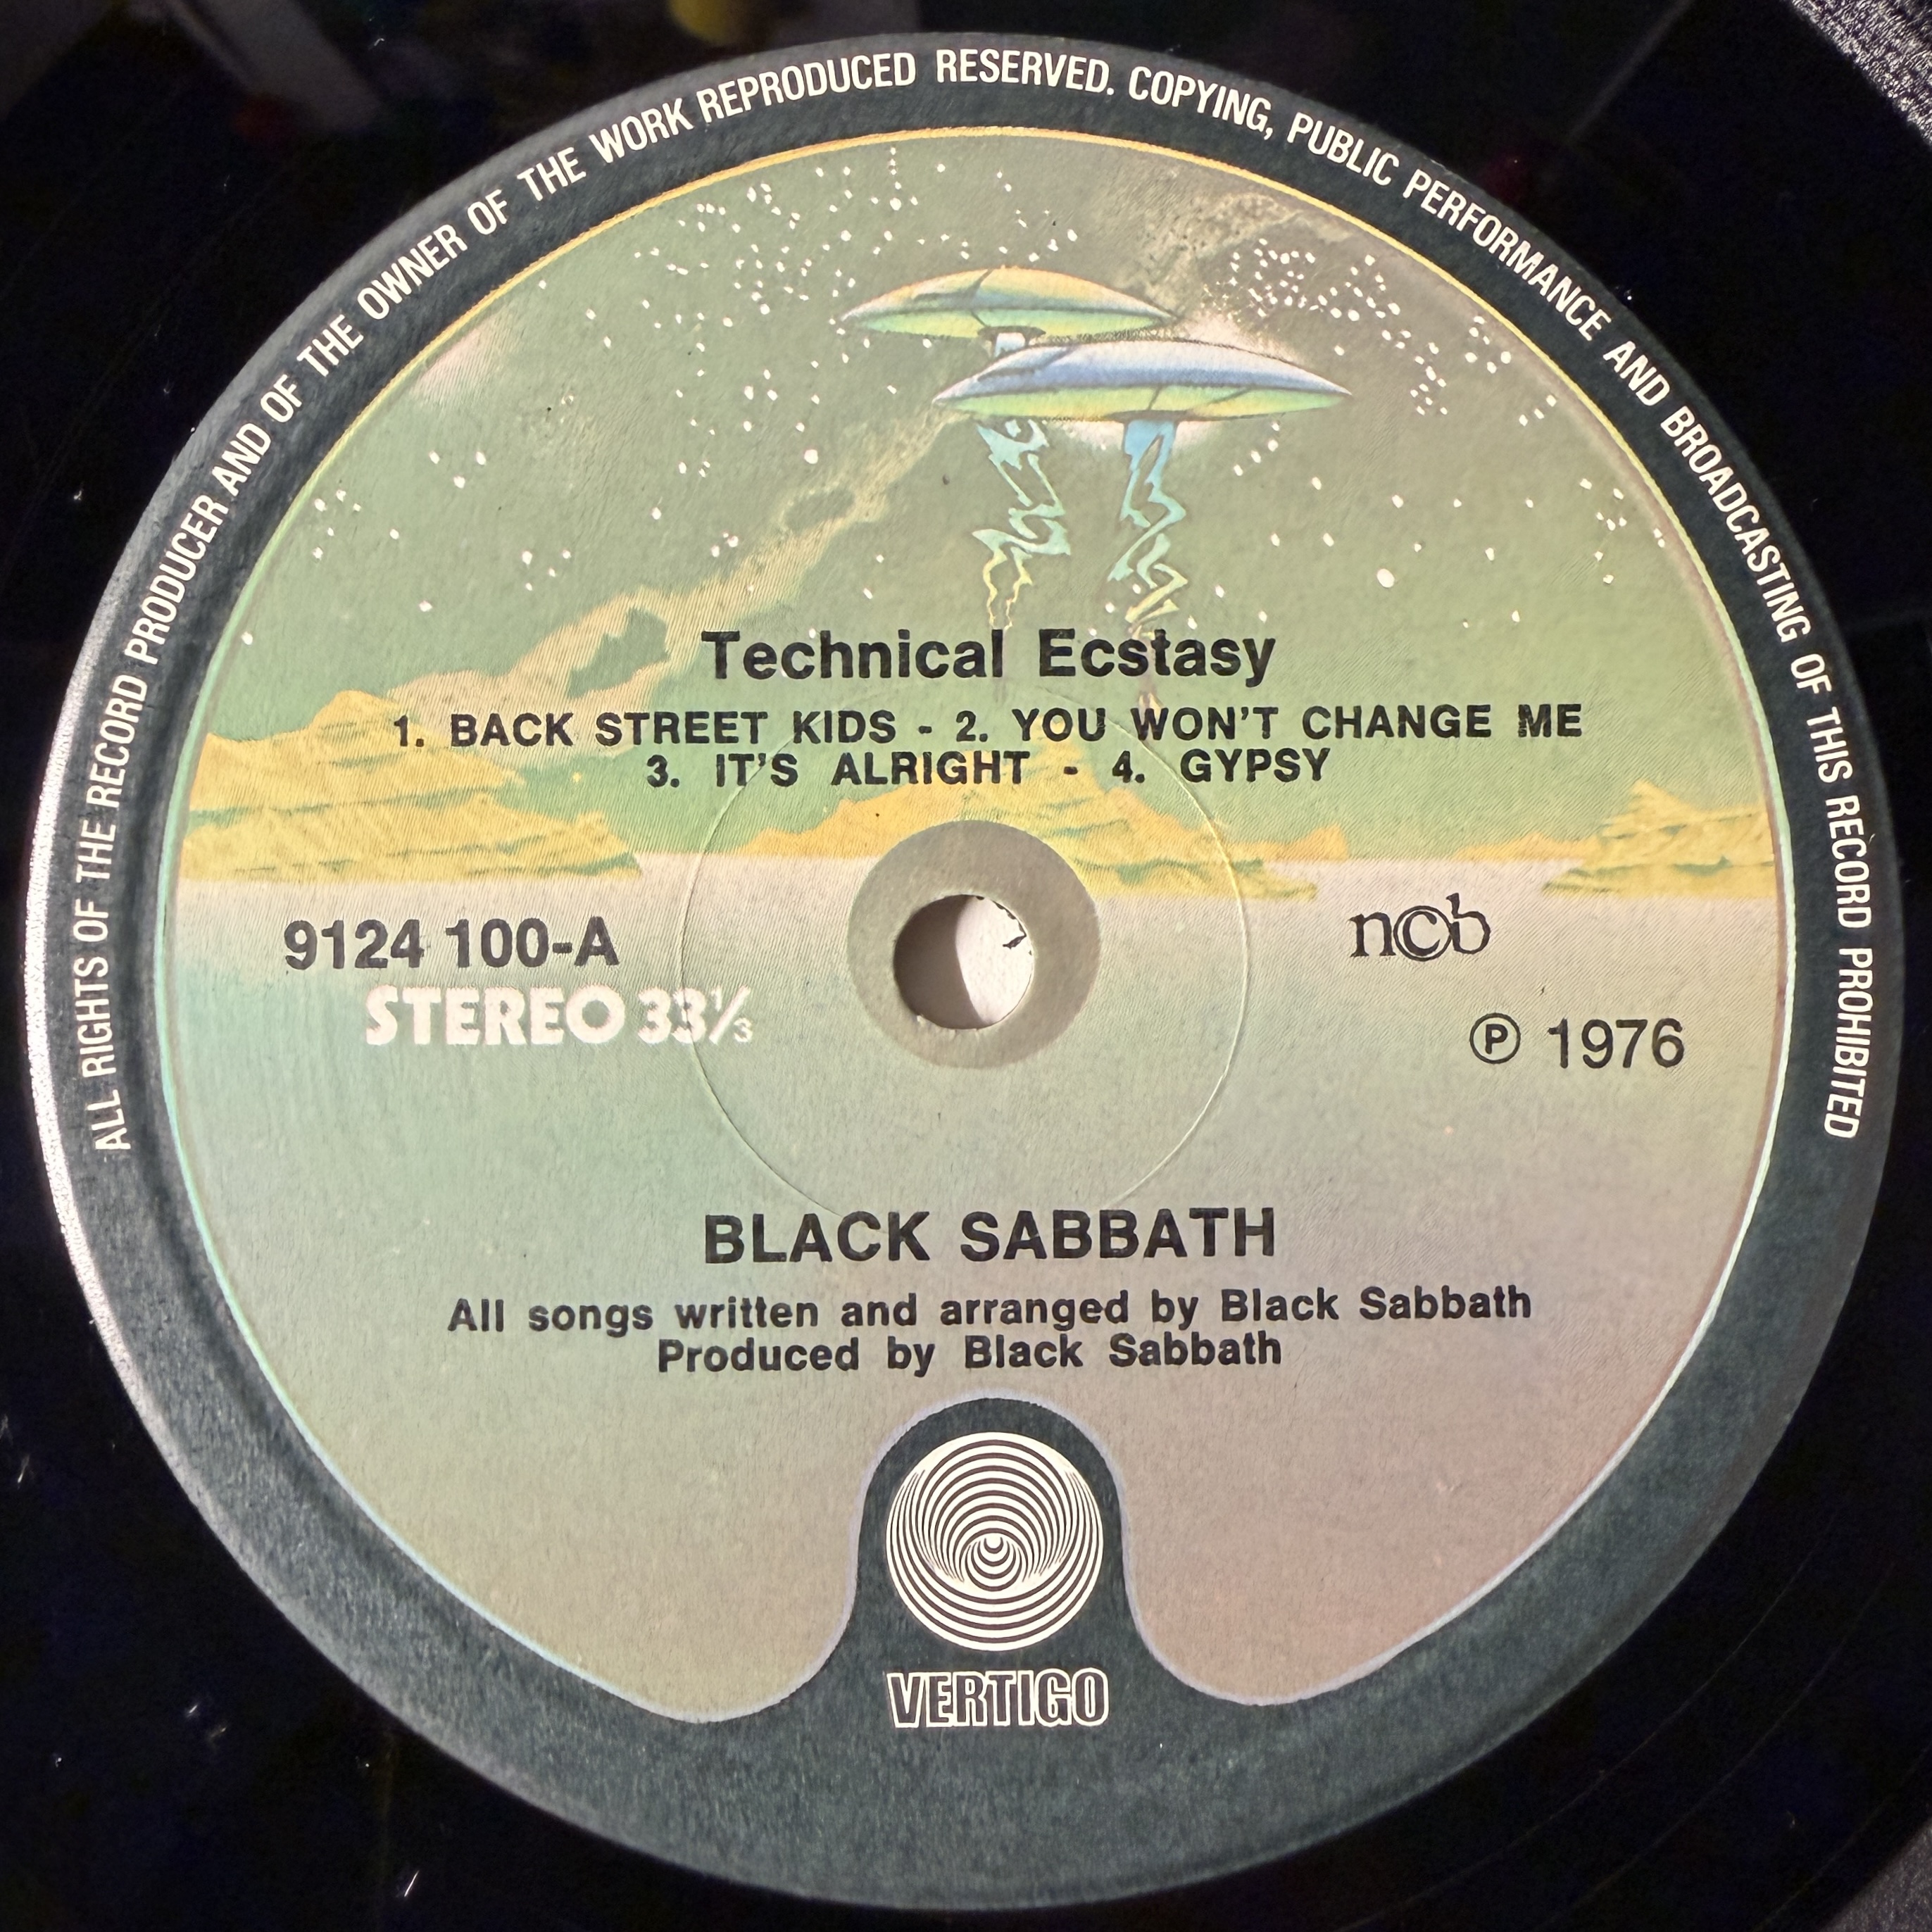 ALL RIGHTS OF THE RECORD PRODUCER AND OF THE OWNER OF THE WORK REPRODUCED RESERVED. COPYING, PUBLIC PERFORMANCE AND BROADCASTING OF THIS RECORD PROHIBITED
Technical Ecstasy
1. BACK STREET KIDS - 2. YOU WON'T CHANGE ME
3. IT'S ALRIGHT - 4. GYPSY
9124 100-A
STEREO 33⅓
ncb
℗ 1976
BLACK SABBATH
All songs written and arranged by Black Sabbath
Produced by Black Sabbath
VERTIGO